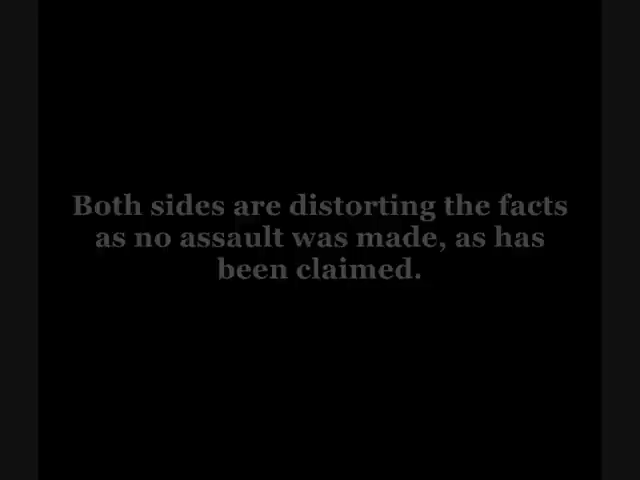 Both sides are distorting the facts
as no assault was made, as has
been claimed.